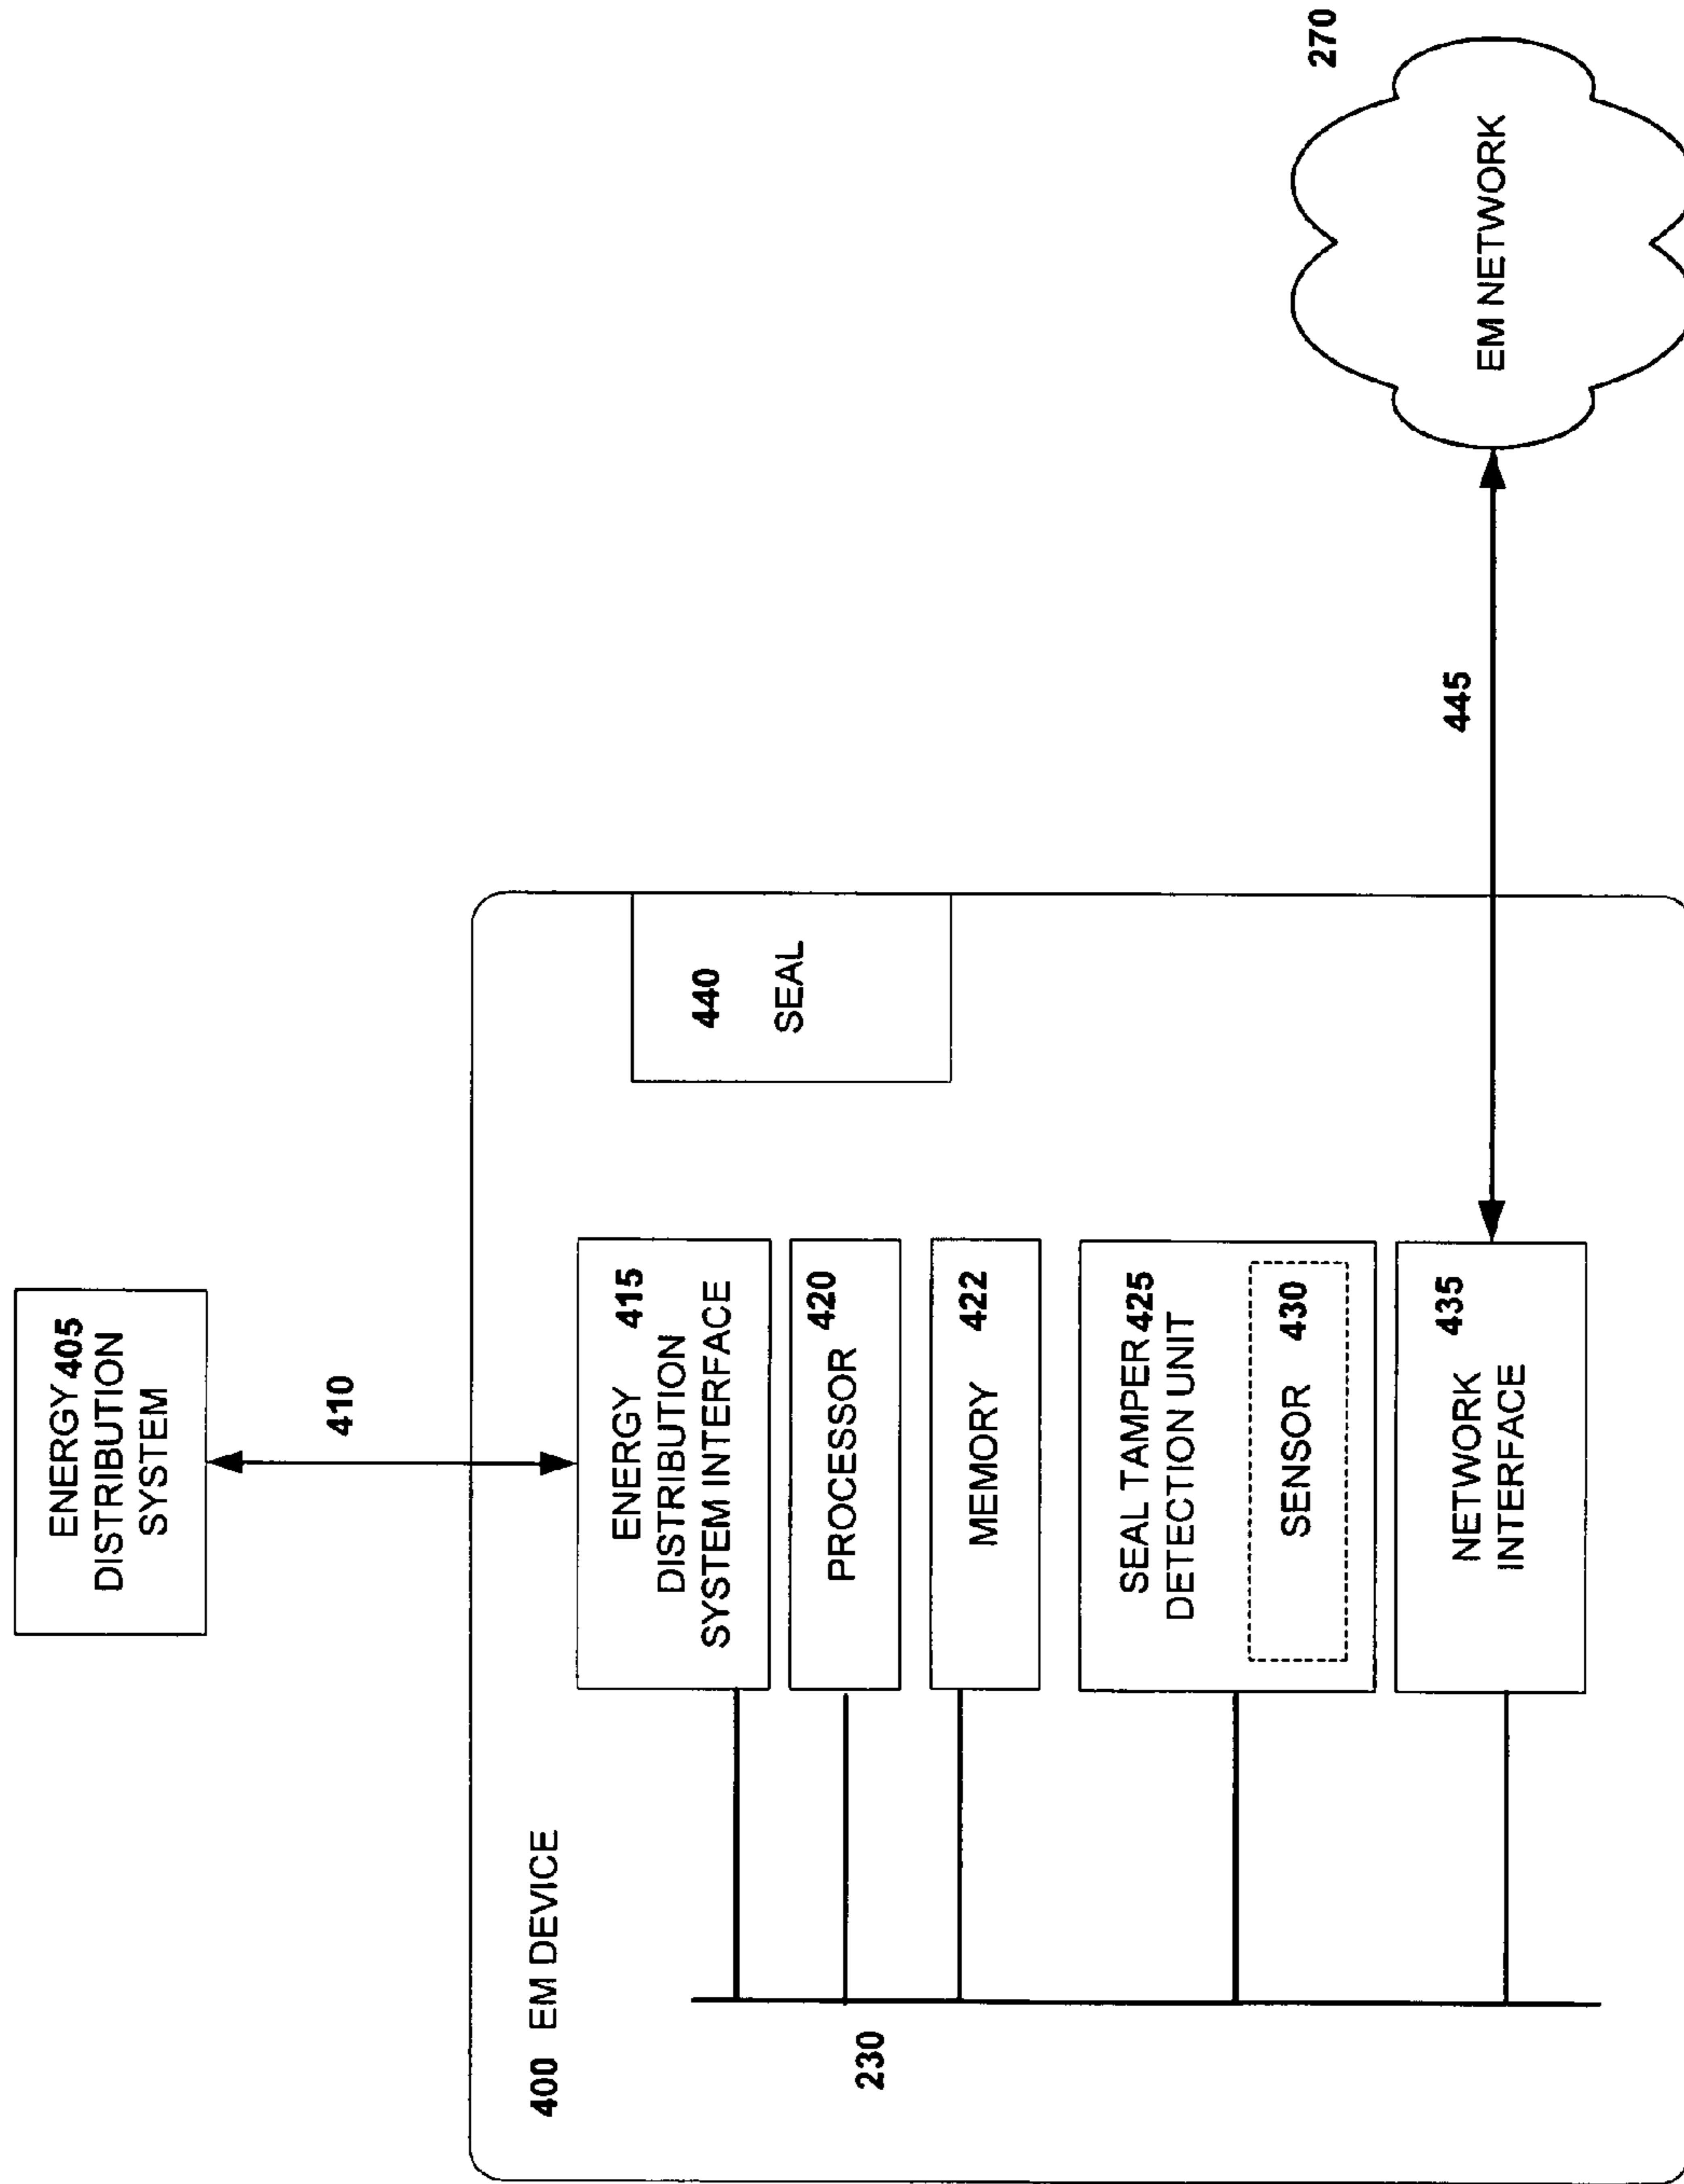 ENERGY 405
DISTRIBUTION
SYSTEM
410
400 EM DEVICE
ENERGY 415
DISTRIBUTION
SYSTEM INTERFACE
440
SEAL
PROCESSOR 420
230
MEMORY 422
SEAL TAMPER 425
DETECTION UNIT
SENSOR 430
270
435
NETWORK
INTERFACE
445
EM NETWORK